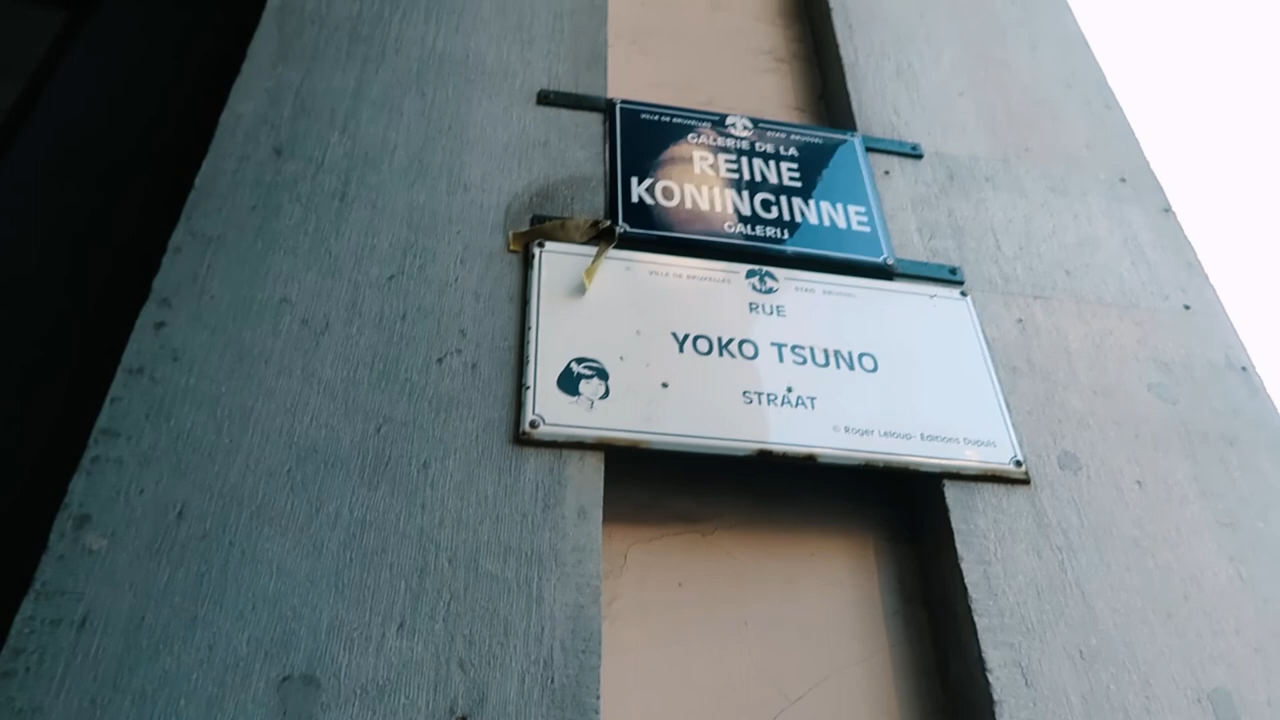 VILLE DE BRUXELLES STAD BRUSSEL
GALERIE DE LA
REINE
KONINGINNE
GALERIJ
VILLE DE BRUXELLES STAD BRUSSEL
RUE
YOKO TSUNO
STRAAT
© Roger Leloup - Editions Dupuis